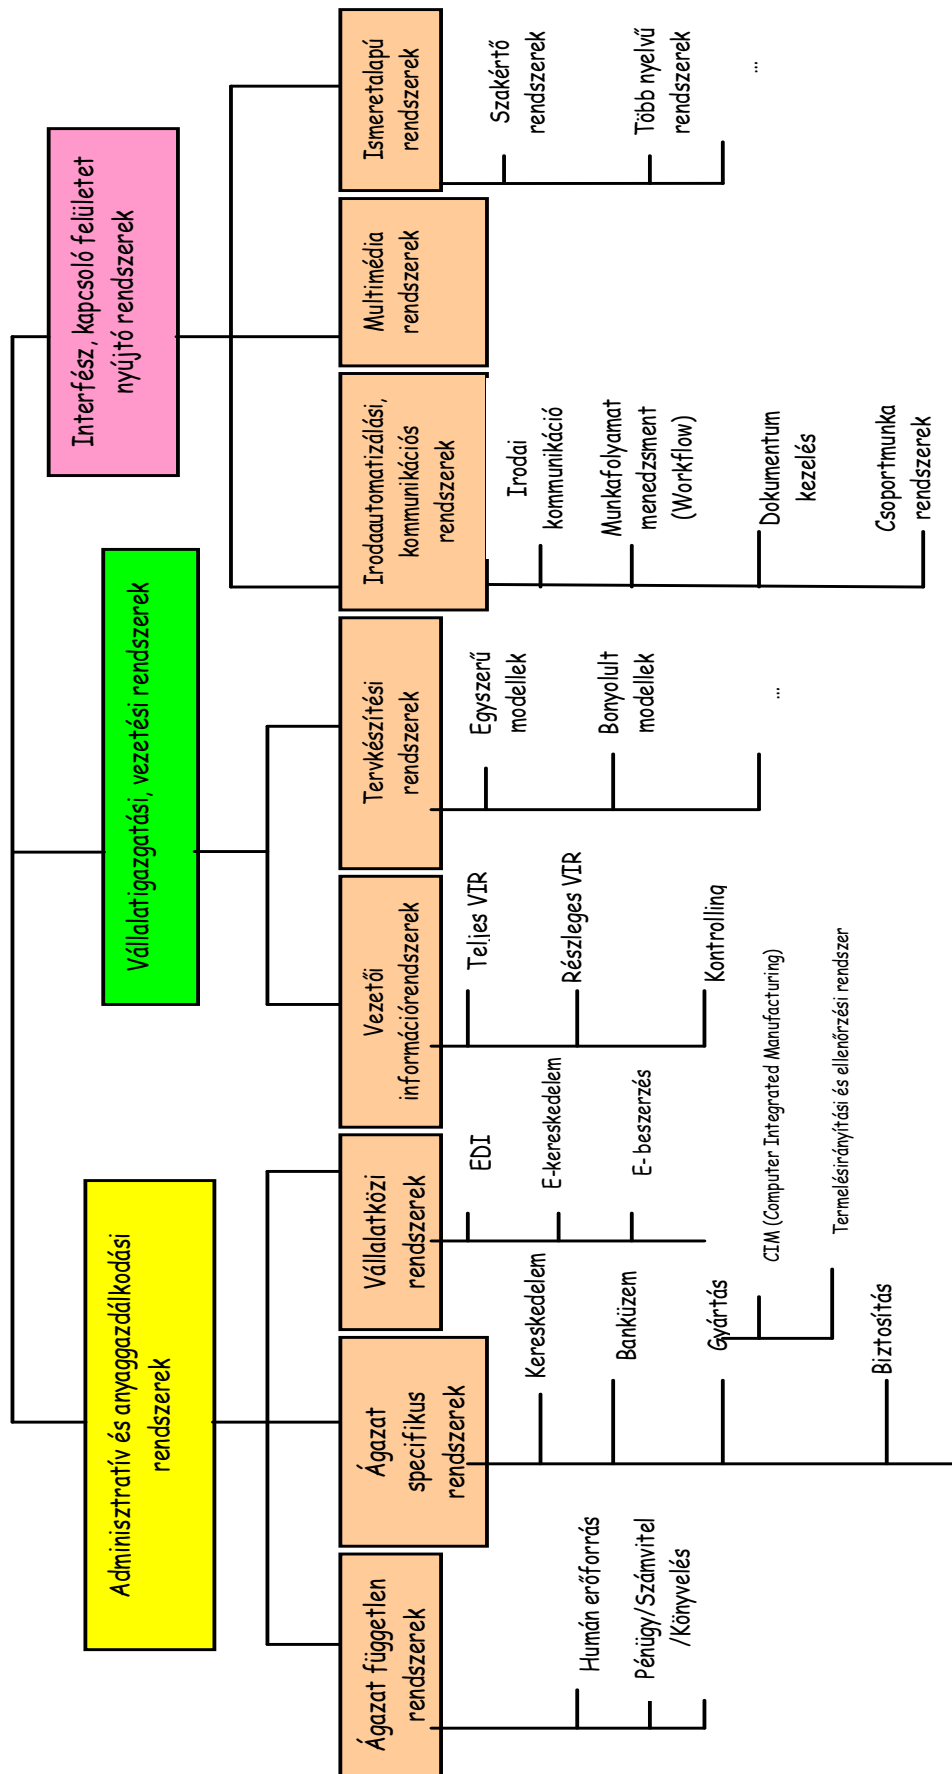 Adminisztratív és anyaggazdálkodási
rendszerek
Vállalatigazgatási, vezetési rendszerek
Interfész, kapcsoló felületet
nyújtó rendszerek
Ágazat független
rendszerek
Ágazat
specifikus
rendszerek
Vállalatközi
rendszerek
Vezetői
információrendszerek
Tervkészítési
rendszerek
Irodaautomatizálási,
kommunikációs
rendszerek
Multimédia
rendszerek
Ismeretalapú
rendszerek
Humán erőforrás
Pénügy/Számvitel
/Könyvelés
Kereskedelem
Banküzem
Gyártás
CIM (Computer Integrated Manufacturing)
Termelésirányítási és ellenőrzési rendszer
Biztosítás
EDI
E-kereskedelem
E- beszerzés
Teljes VIR
Részleges VIR
Kontrolling
Egyszerű
modellek
Bonyolult
modellek
...
Irodai
kommunikáció
Munkafolyamat
menedzsment
(Workflow)
Dokumentum
kezelés
Csoportmunka
rendszerek
Szakértő
rendszerek
Több nyelvű
rendszerek
...